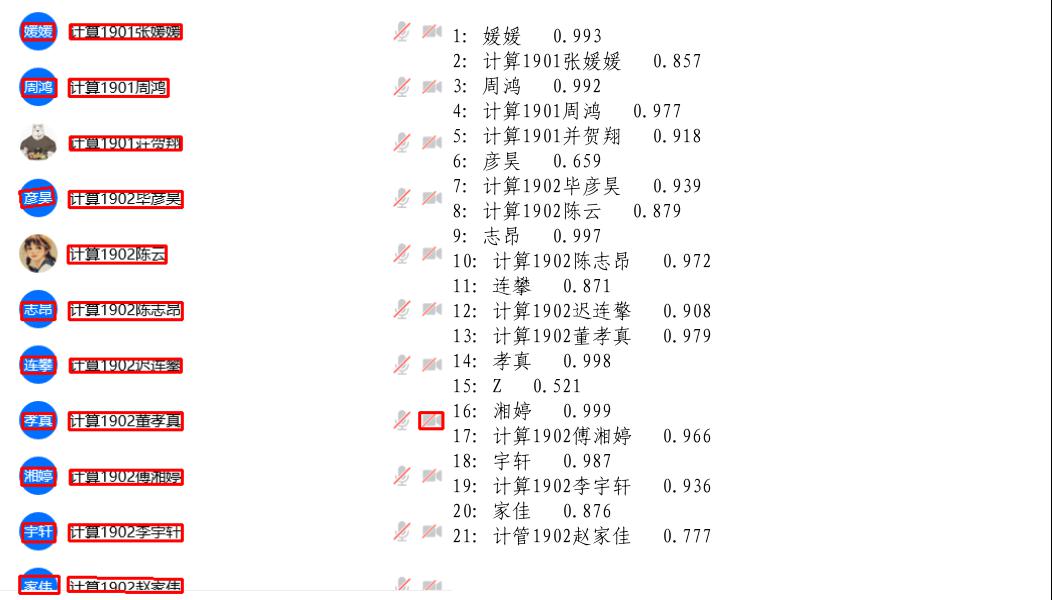 媛媛 计算1901张媛媛
周鸿 计算1901周鸿
计算1901荘贺翔
彦昊 计算1902毕彦昊
计算1902陈云
志昂 计算1902陈志昂
连攀 计算1902迟连攀
孝真 计算1902董孝真
湘婷 计算1902傅湘婷
宇轩 计算1902李宇轩
家佳 计算1902赵家佳
1: 媛媛 0.993
2: 计算1901张媛媛 0.857
3: 周鸿 0.992
4: 计算1901周鸿 0.977
5: 计算1901并贺翔 0.918
6: 彦昊 0.659
7: 计算1902毕彦昊 0.939
8: 计算1902陈云 0.879
9: 志昂 0.997
10: 计算1902陈志昂 0.972
11: 连攀 0.871
12: 计算1902迟连擎 0.908
13: 计算1902董孝真 0.979
14: 孝真 0.998
15: Z 0.521
16: 湘婷 0.999
17: 计算1902傅湘婷 0.966
18: 宇轩 0.987
19: 计算1902李宇轩 0.936
20: 家佳 0.876
21: 计管1902赵家佳 0.777